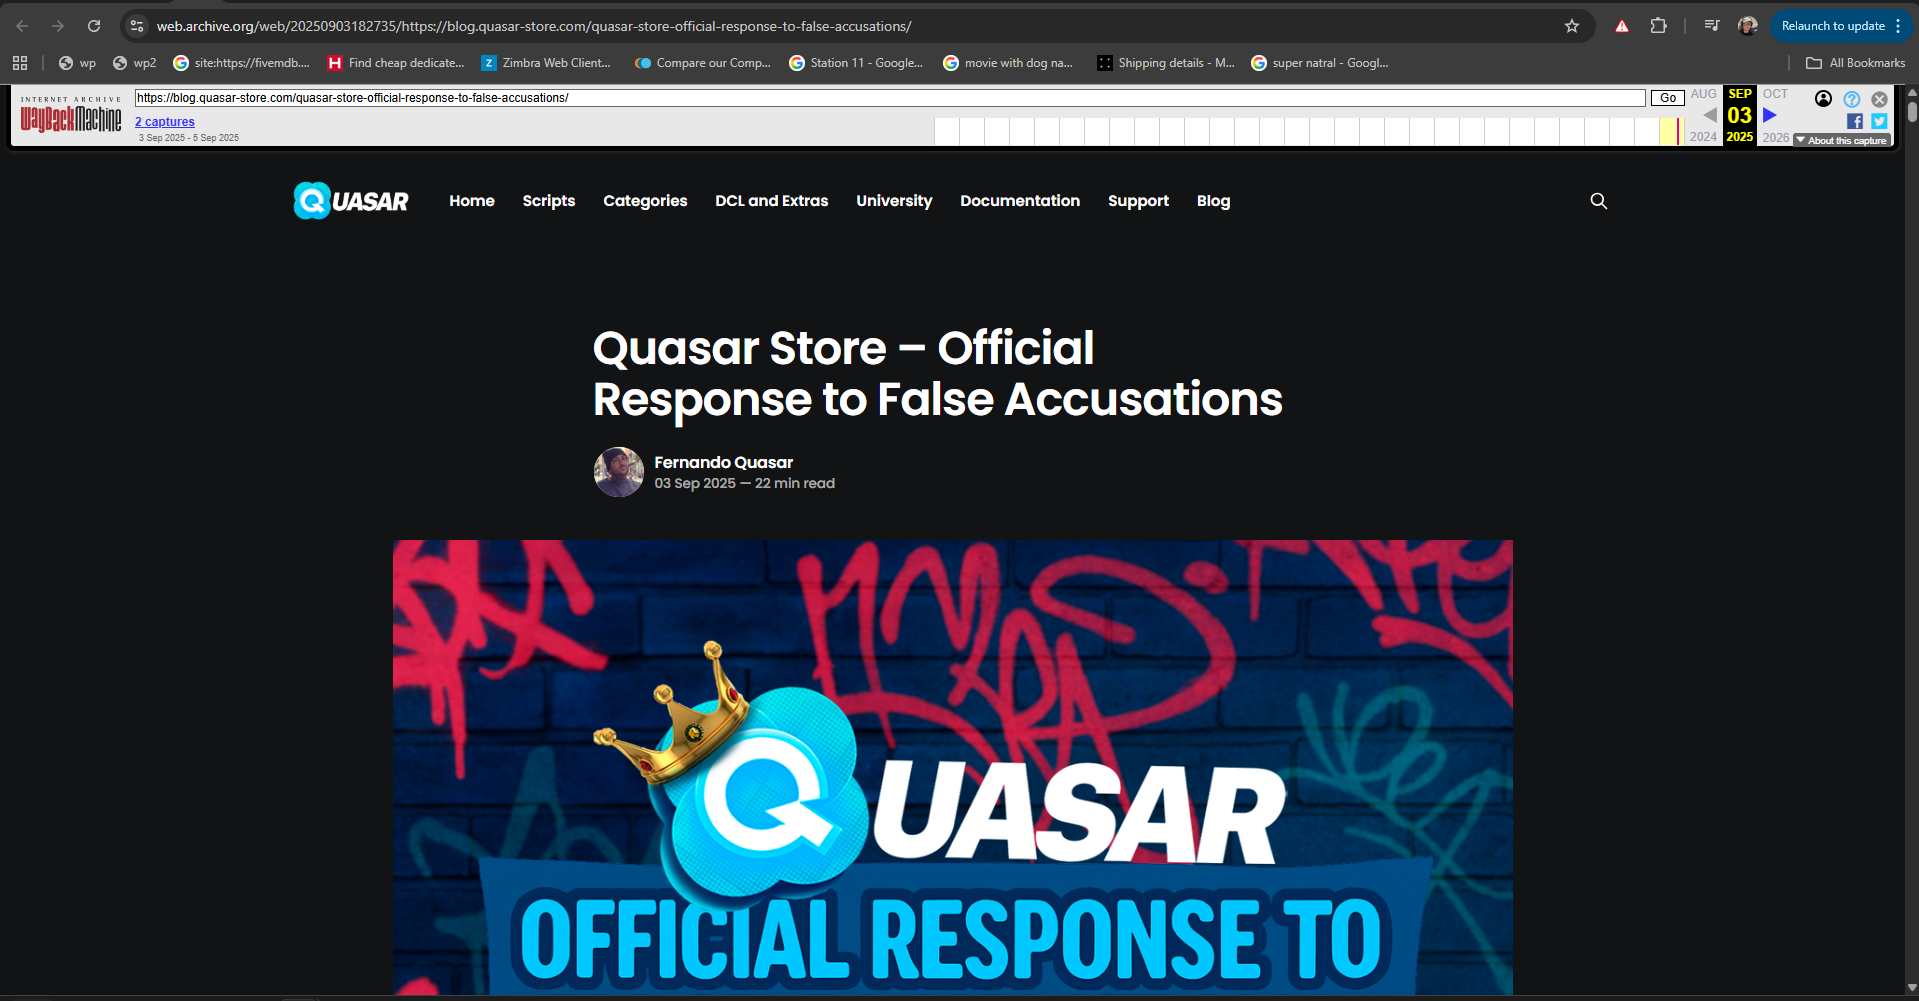 web.archive.org/web/20250903182735/https://blog.quasar-store.com/quasar-store-official-response-to-false-accusations/
Relaunch to update
wp
wp2
site:https://fivemdb....
Find cheap dedicate...
Zimbra Web Client...
Compare our Comp...
Station 11 - Google...
movie with dog na...
Shipping details - M...
super natral - Googl...
All Bookmarks
INTERNET ARCHIVE
WayBackMachine
https://blog.quasar-store.com/quasar-store-official-response-to-false-accusations/
Go
2 captures
3 Sep 2025 - 5 Sep 2025
AUG
SEP
OCT
03
2024
2025
2026
About this capture
QUASAR
Home
Scripts
Categories
DCL and Extras
University
Documentation
Support
Blog
Quasar Store – Official
Response to False Accusations
Fernando Quasar
03 Sep 2025 — 22 min read
QUASAR
OFFICIAL RESPONSE TO